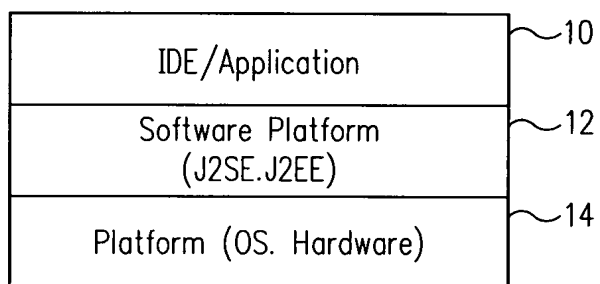 IDE/Application
10
Software Platform
12
(J2SE.J2EE)
14
Platform (OS. Hardware)